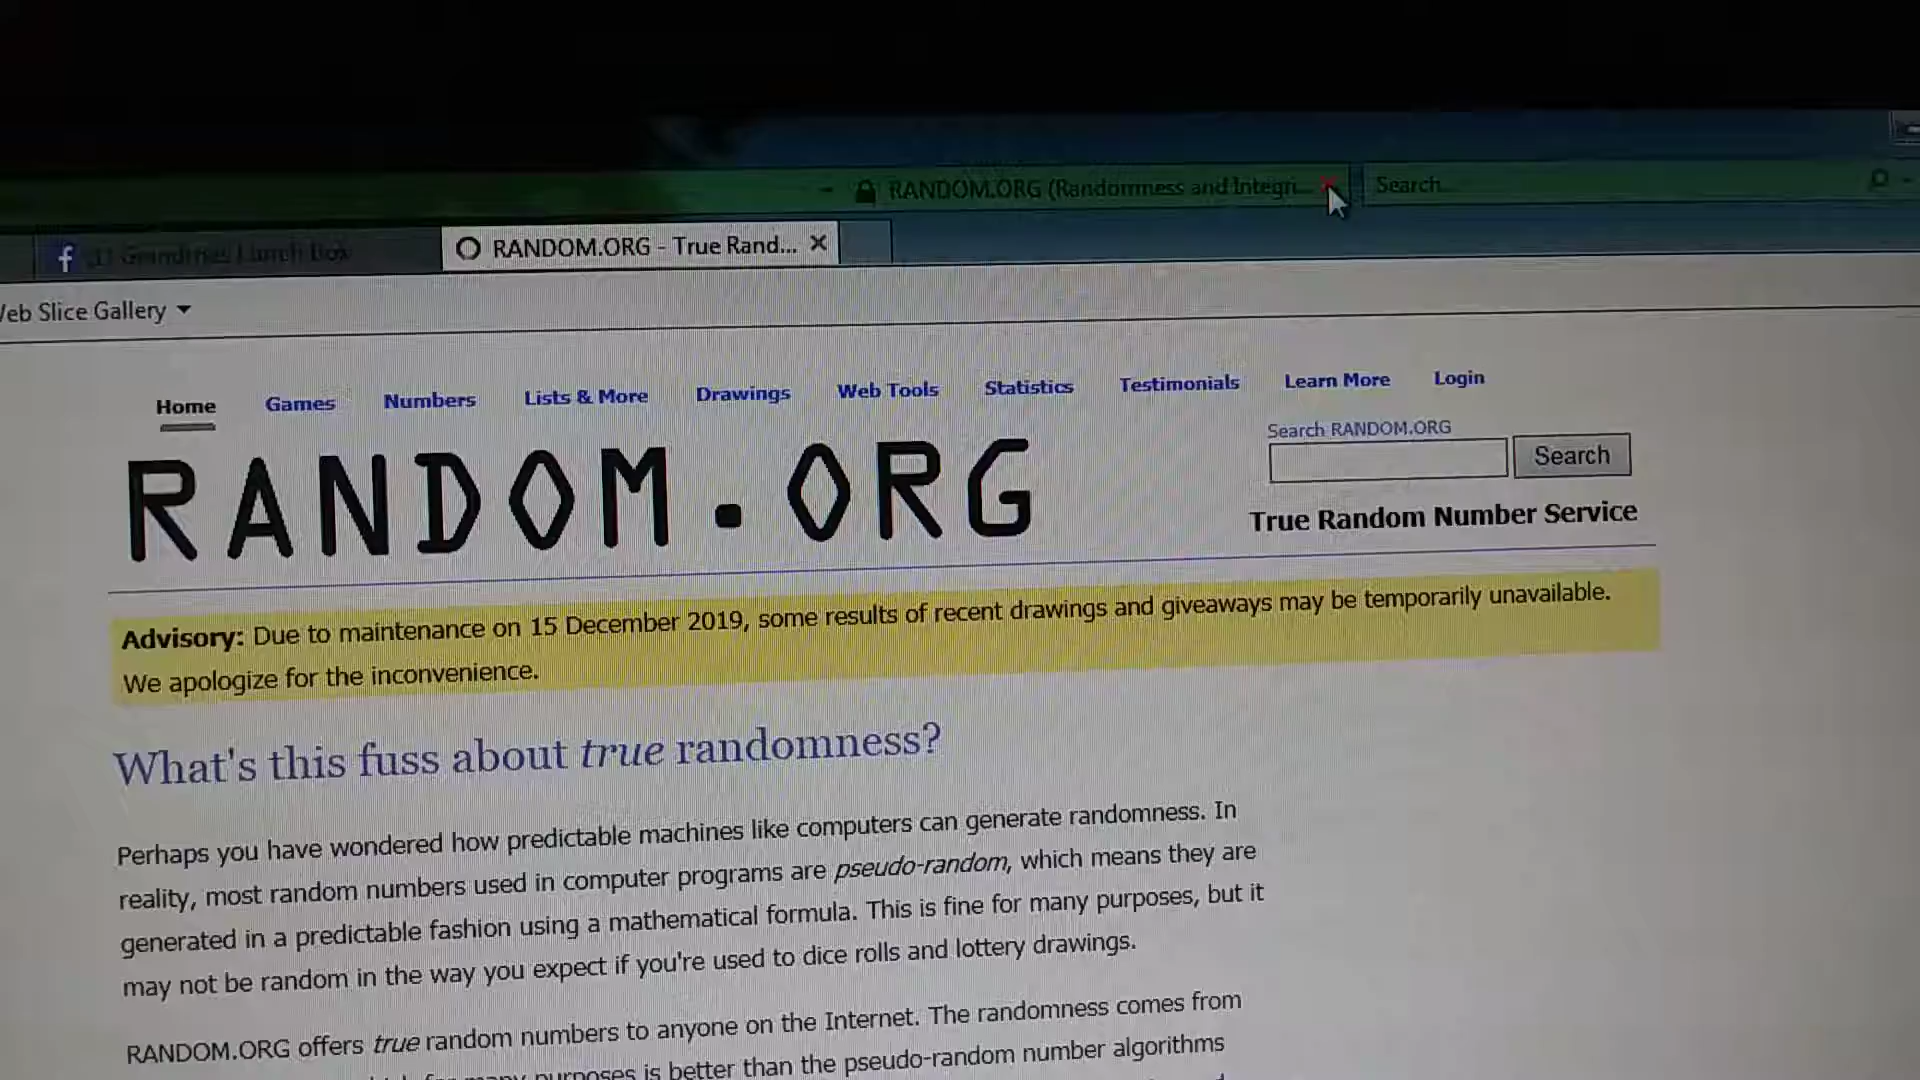 RANDOM.ORG (Randomness and Integri...
Search...
Lunch Box
RANDOM.ORG - True Rand...
Web Slice Gallery
Home Games Numbers Lists & More Drawings Web Tools Statistics Testimonials Learn More Login
Search RANDOM.ORG
Search
RANDOM.ORG
True Random Number Service
Advisory: Due to maintenance on 15 December 2019, some results of recent drawings and giveaways may be temporarily unavailable.
We apologize for the inconvenience.
What's this fuss about true randomness?
Perhaps you have wondered how predictable machines like computers can generate randomness. In
reality, most random numbers used in computer programs are pseudo-random, which means they are
generated in a predictable fashion using a mathematical formula. This is fine for many purposes, but it
may not be random in the way you expect if you're used to dice rolls and lottery drawings.
RANDOM.ORG offers true random numbers to anyone on the Internet. The randomness comes from
many purposes is better than the pseudo-random number algorithms